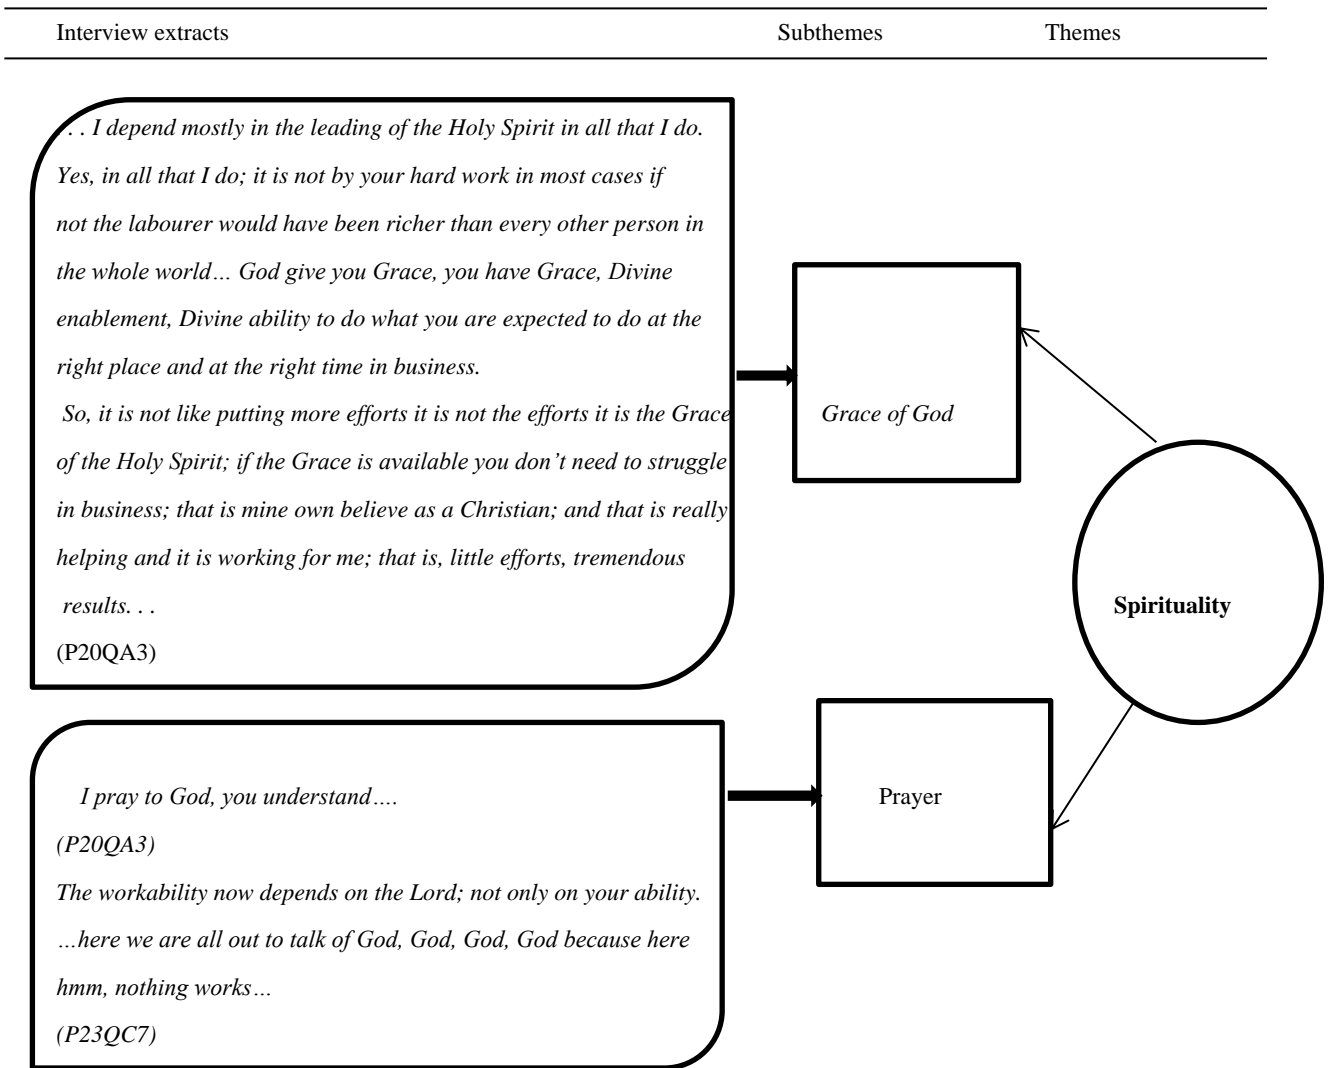 Interview extracts Subthemes Themes
. . I depend mostly in the leading of the Holy Spirit in all that I do.
Yes, in all that I do; it is not by your hard work in most cases if
not the labourer would have been richer than every other person in
the whole world… God give you Grace, you have Grace, Divine
enablement, Divine ability to do what you are expected to do at the
right place and at the right time in business.
So, it is not like putting more efforts it is not the efforts it is the Grace
of the Holy Spirit; if the Grace is available you don’t need to struggle
in business; that is mine own believe as a Christian; and that is really
helping and it is working for me; that is, little efforts, tremendous
results. . .
(P20QA3)
Grace of God
Spirituality
I pray to God, you understand….
(P20QA3)
The workability now depends on the Lord; not only on your ability.
…here we are all out to talk of God, God, God, God because here
hmm, nothing works…
(P23QC7)
Prayer